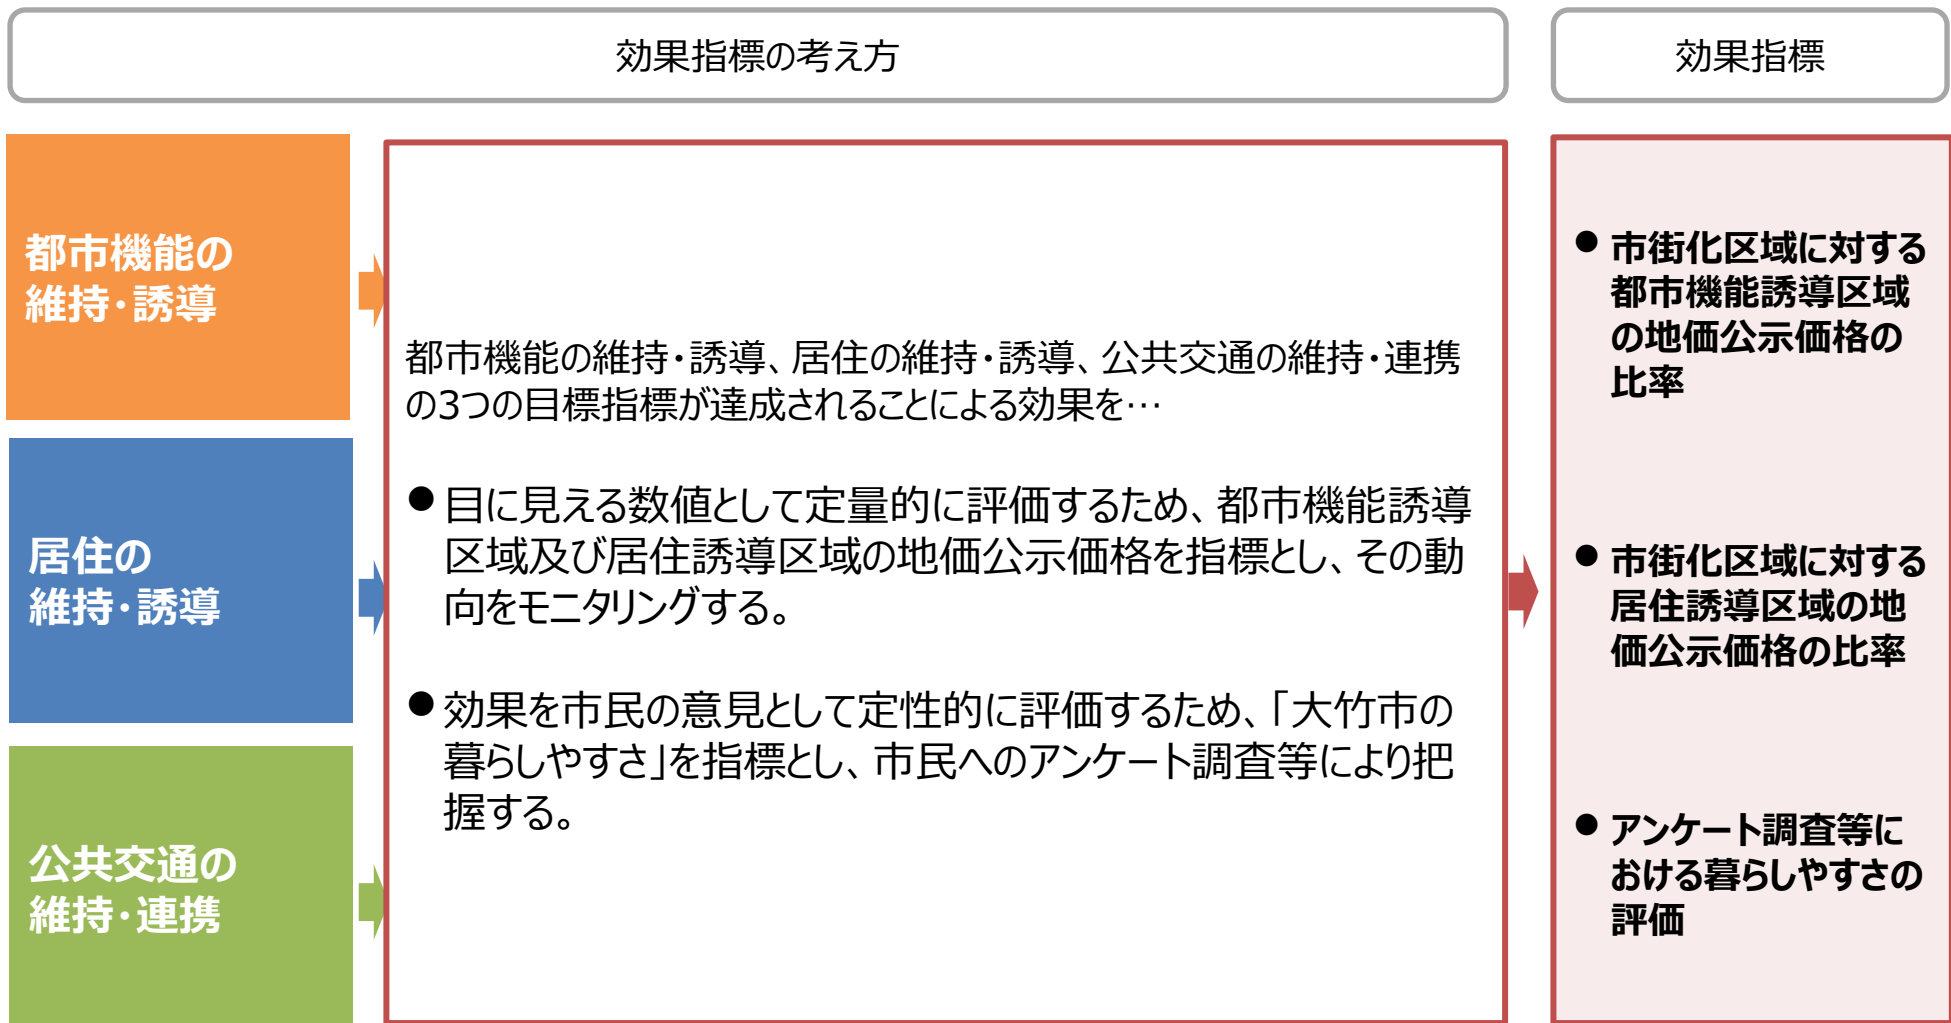 効果指標の考え方
効果指標
都市機能の
維持・誘導
居住の
維持・誘導
公共交通の
維持・連携
都市機能の維持・誘導、居住の維持・誘導、公共交通の維持・連携
の3つの目標指標が達成されることによる効果を…
● 目に見える数値として定量的に評価するため、都市機能誘導
区域及び居住誘導区域の地価公示価格を指標とし、その動
向をモニタリングする。
● 効果を市民の意見として定性的に評価するため、「大竹市の
暮らしやすさ」を指標とし、市民へのアンケート調査等により把
握する。
● 市街化区域に対する
都市機能誘導区域
の地価公示価格の
比率
● 市街化区域に対する
居住誘導区域の地
価公示価格の比率
● アンケート調査等に
おける暮らしやすさの
評価